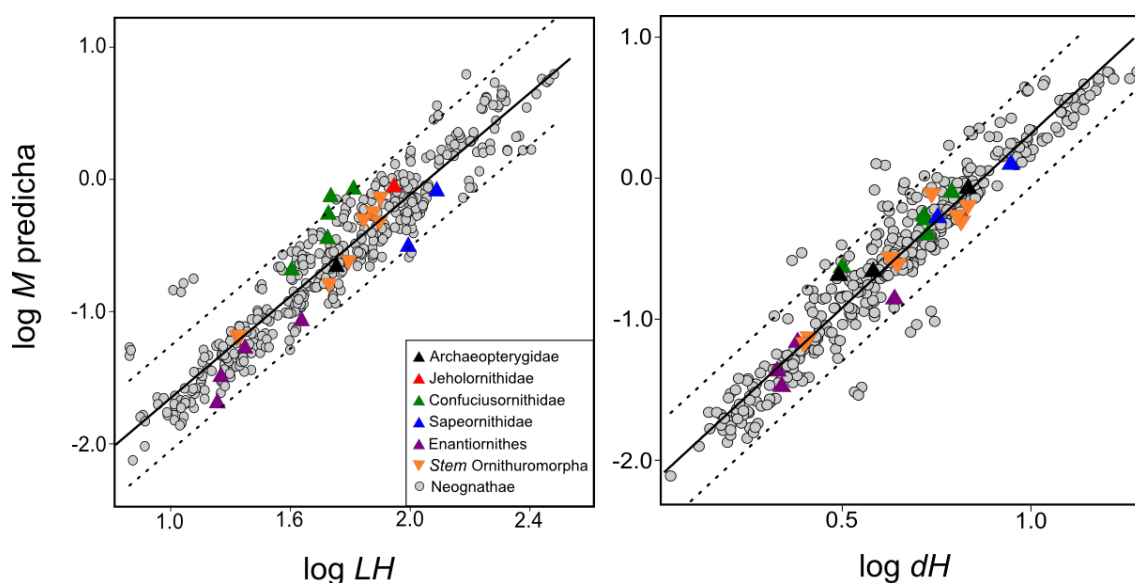 log M predicha
1.0
0.0
-1.0
-2.0
1.0
1.6
2.0
2.4
log LH
Archaeopterygidae
Jeholornithidae
Confuciusornithidae
Sapeornithidae
Enantiornithes
Stem Ornithuromorpha
Neognathae
1.0
0.0
-1.0
-2.0
0.5
1.0
log dH